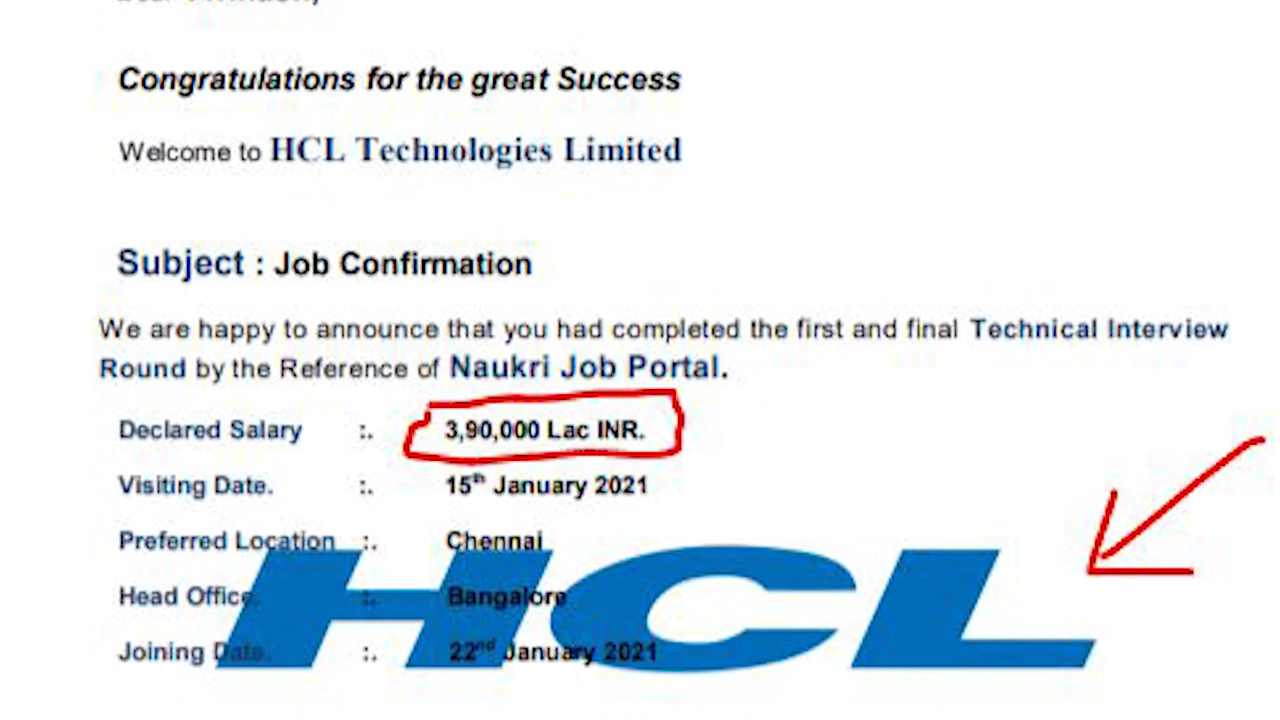 Congratulations for the great Success
Welcome to HCL Technologies Limited
Subject : Job Confirmation
We are happy to announce that you had completed the first and final Technical Interview
Round by the Reference of Naukri Job Portal.
Declared Salary :. 3,90,000 Lac INR.
Visiting Date. :. 15th January 2021
Preferred Location :. Chennai
Head Office. :. Bangalore
Joining Date. :. 22nd January 2021
HCL